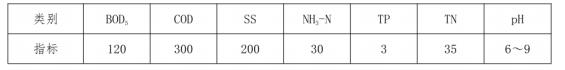 类别 BOD₅ COD SS NH₃-N TP TN pH
指标 120 300 200 30 3 35 6～9